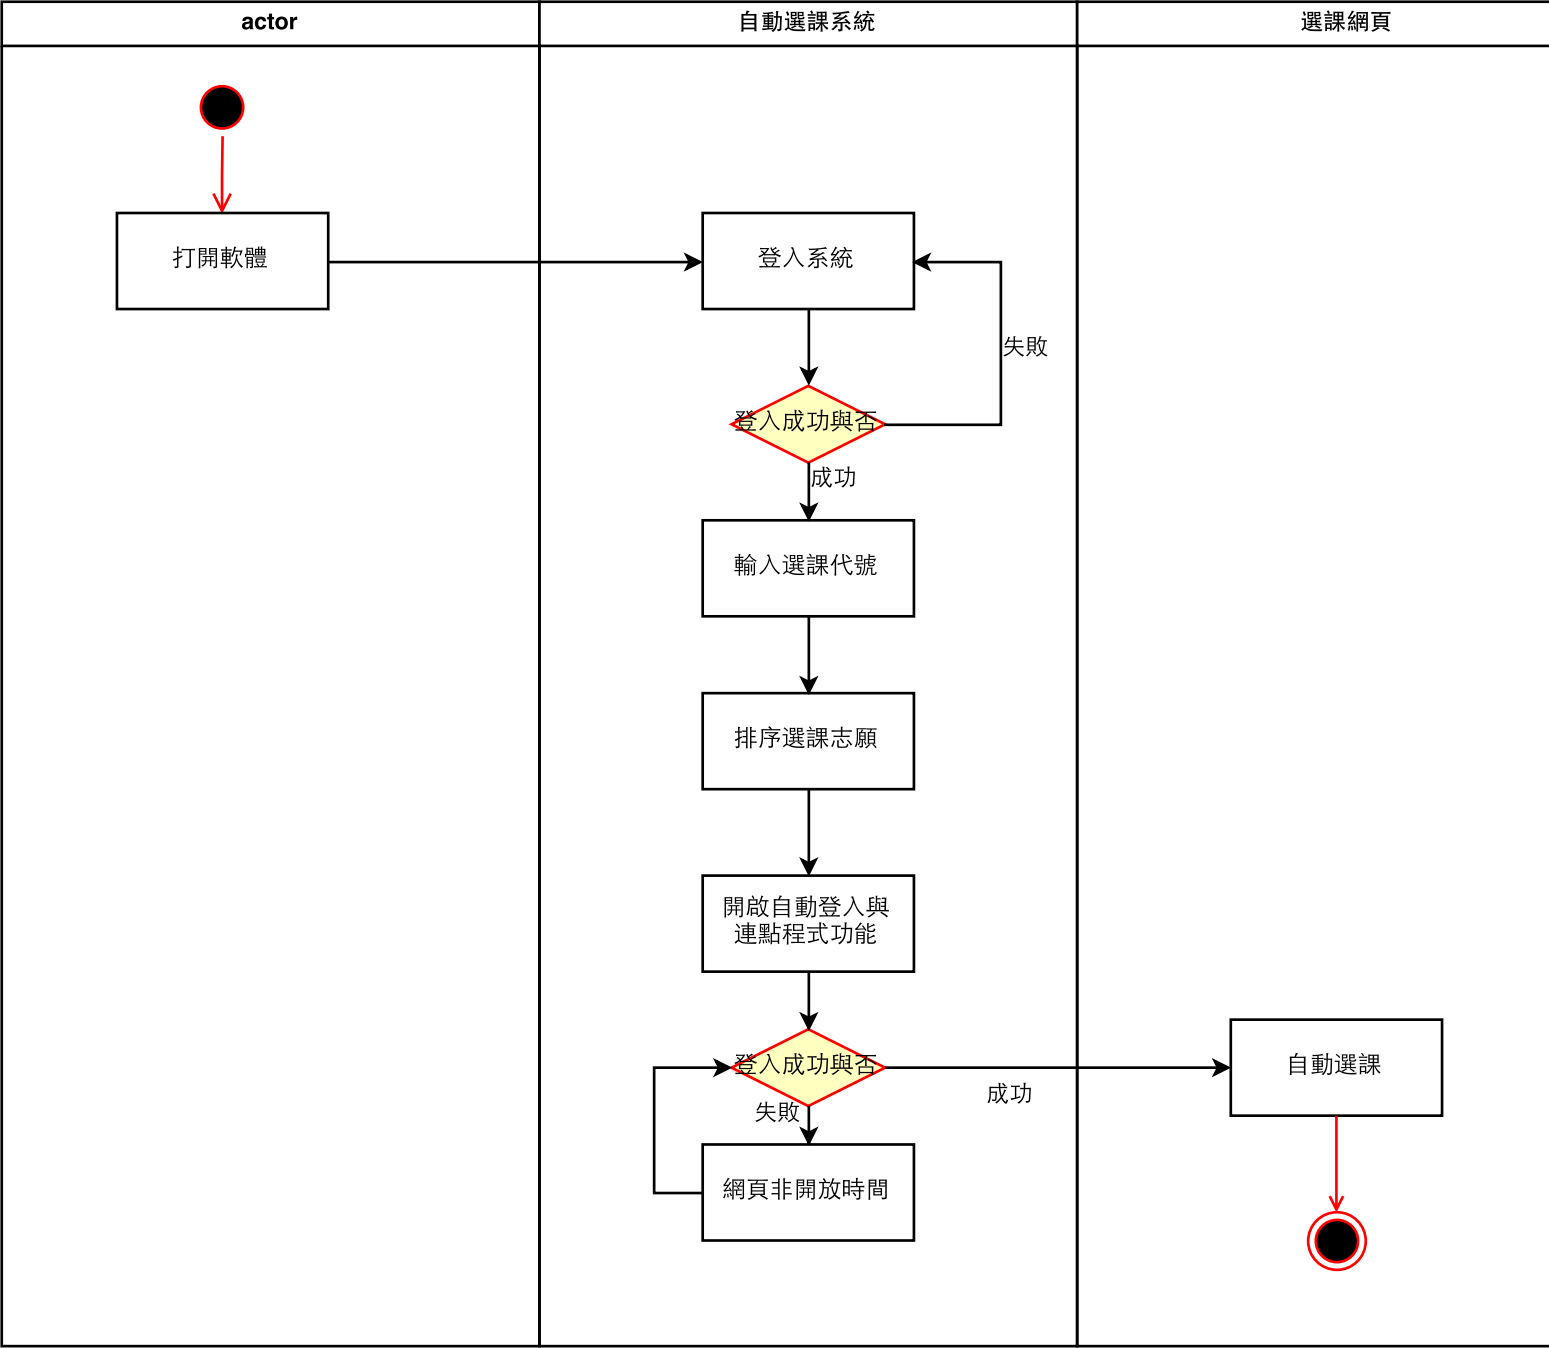 actor
自動選課系統
選課網頁
打開軟體
登入系統
失敗
登入成功與否
成功
輸入選課代號
排序選課志願
開啟自動登入與
連點程式功能
登入成功與否
自動選課
成功
失敗
網頁非開放時間